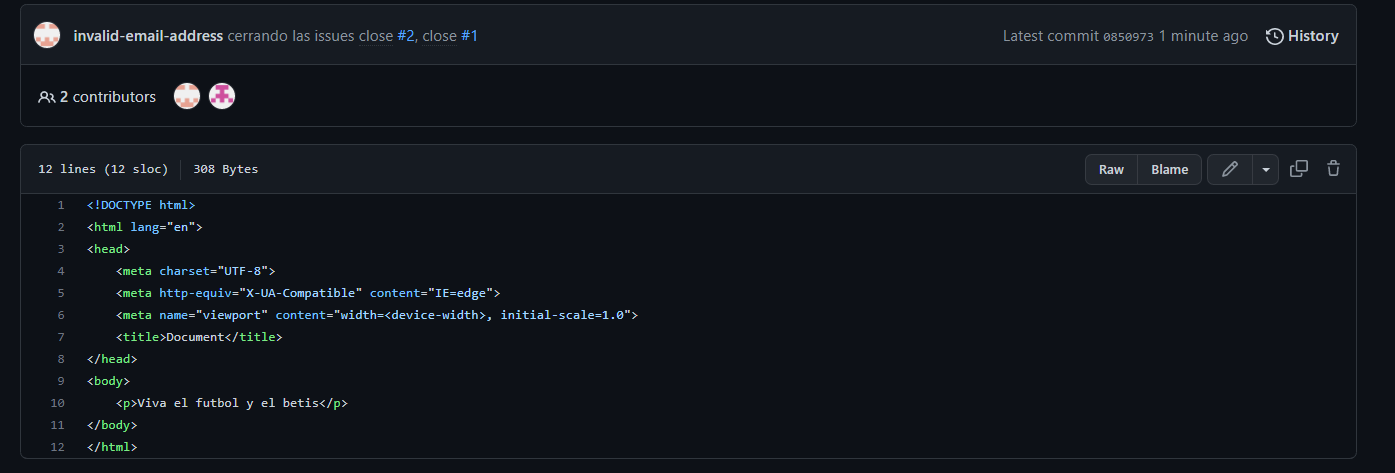 invalid-email-address cerrando las issues close #2, close #1 Latest commit 0850973 1 minute ago History
2 contributors
12 lines (12 sloc) 308 Bytes Raw Blame
1 <!DOCTYPE html>
2 <html lang="en">
3 <head>
4     <meta charset="UTF-8">
5     <meta http-equiv="X-UA-Compatible" content="IE=edge">
6     <meta name="viewport" content="width=<device-width>, initial-scale=1.0">
7     <title>Document</title>
8 </head>
9 <body>
10     <p>Viva el futbol y el betis</p>
11 </body>
12 </html>